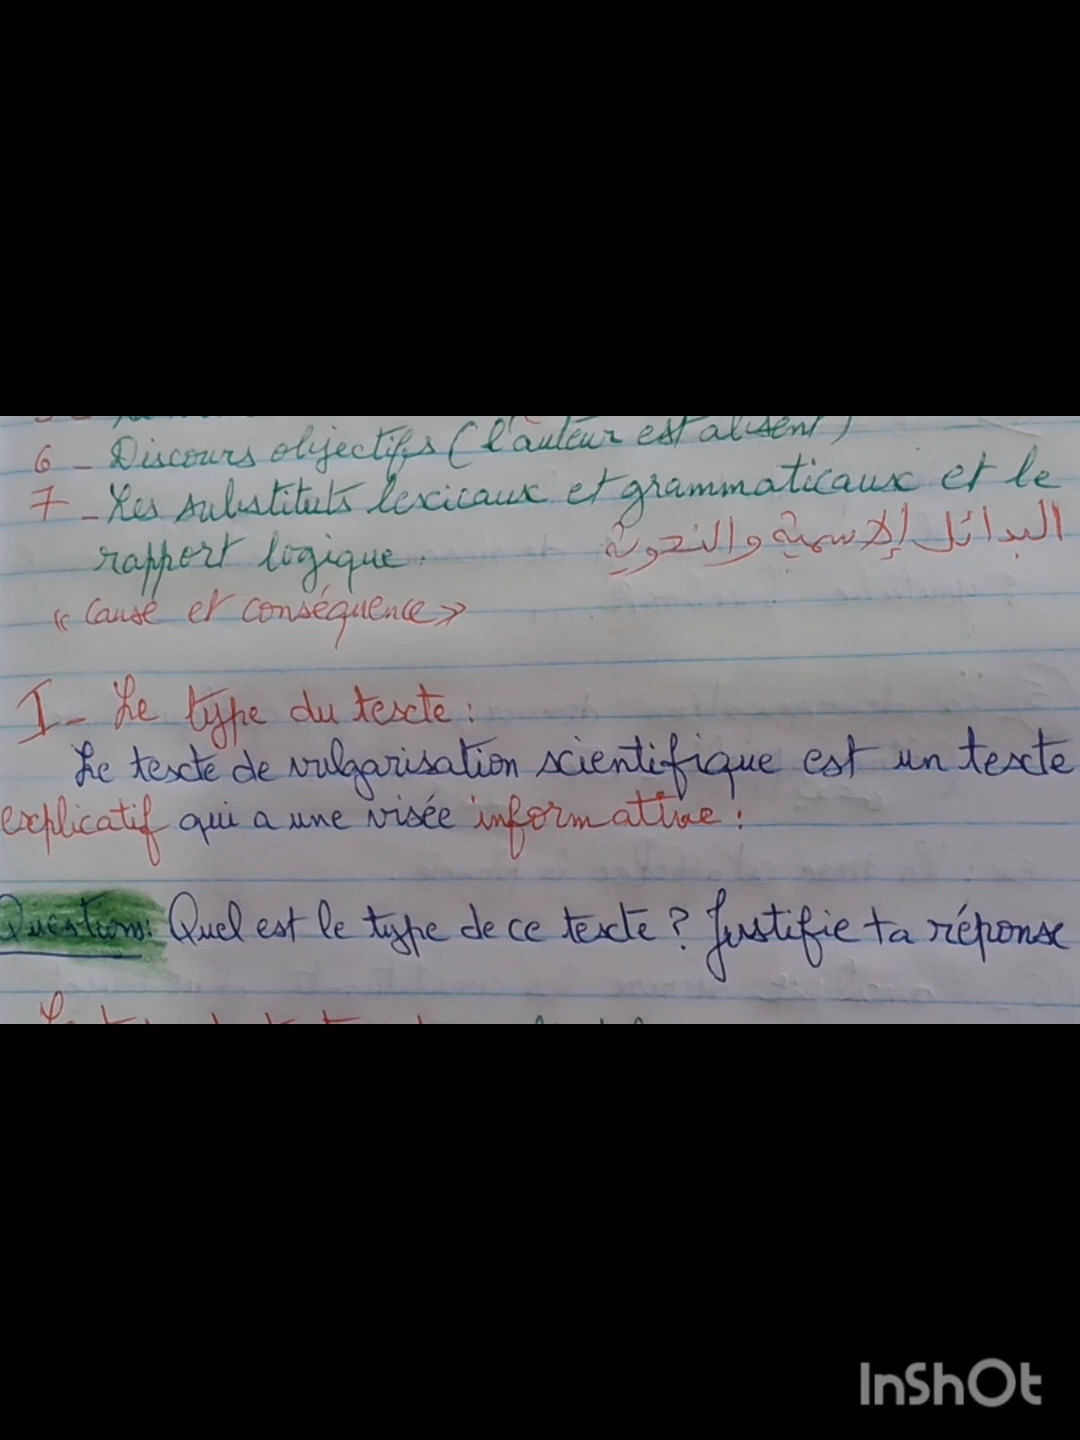 6 - Discours objectifs (l'auteur est absent)
7 - Les substituts lexicaux et grammaticaux et le
rapport logique.
البدائل الإسمية والنحوية
« cause et conséquence »
I - Le type du texte :
Le texte de vulgarisation scientifique est un texte
explicatif qui a une visée informative :
Question: Quel est le type de ce texte ? Justifie ta réponse
InShOt